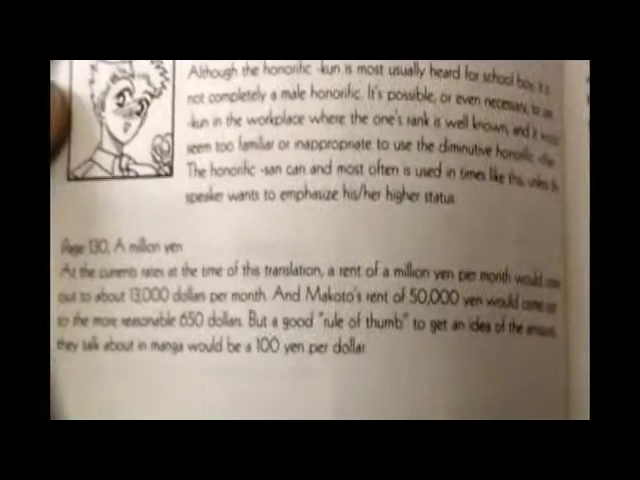 Although the honorific -kun is most usually heard for school boy, it's
not completely a male honorific. It's possible, or even necessary, to use
-kun in the workplace where the one's rank is well known, and it would
seem too familiar or inappropriate to use the diminutive honorific
The honorific -san can and most often is used in times like this unless
speaker wants to emphasize his/her higher status.
Page 130, A million yen
At the currents rates at the time of this translation, a rent of a million yen per month would come
out to about 13,000 dollars per month. And Makoto's rent of 50,000 yen would come out
to the more reasonable 650 dollars. But a good "rule of thumb" to get an idea of the amounts
they talk about in manga would be a 100 yen per dollar.